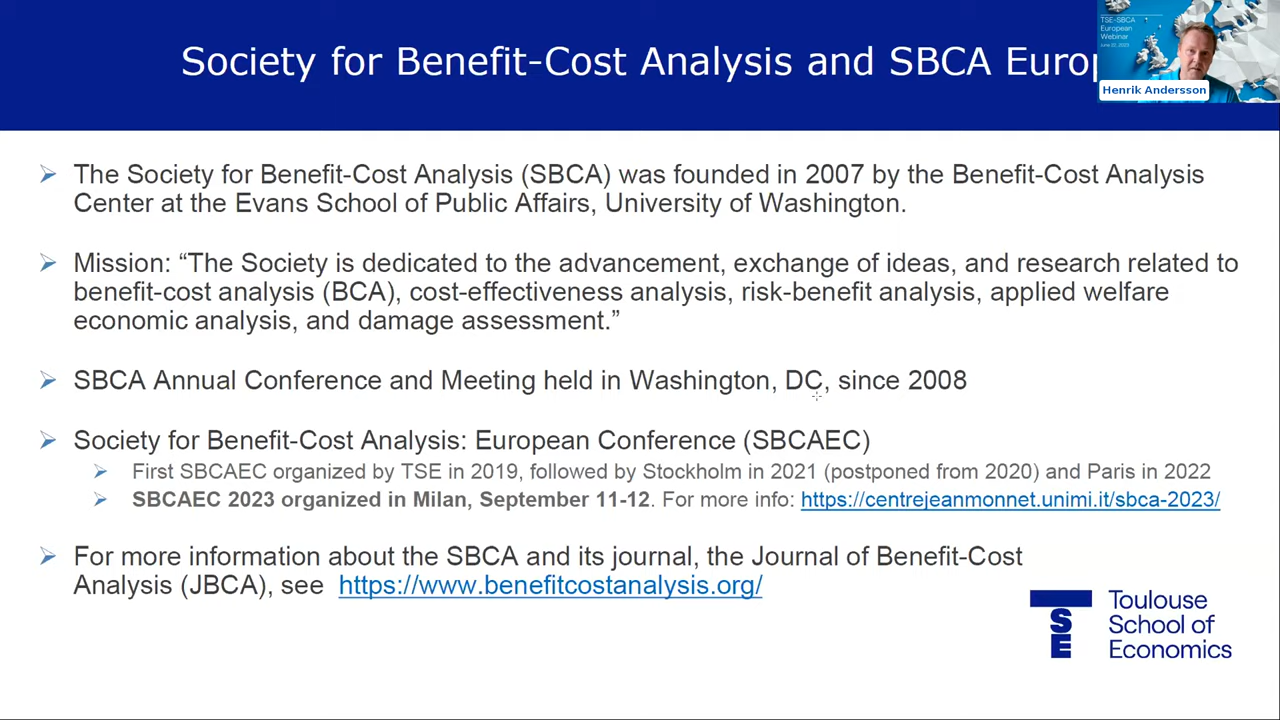 Society for Benefit-Cost Analysis and SBCA Europ
TSE-SBCA
European
Webinar
June 20, 2023
Henrik Andersson
The Society for Benefit-Cost Analysis (SBCA) was founded in 2007 by the Benefit-Cost Analysis
Center at the Evans School of Public Affairs, University of Washington.
Mission: “The Society is dedicated to the advancement, exchange of ideas, and research related to
benefit-cost analysis (BCA), cost-effectiveness analysis, risk-benefit analysis, applied welfare
economic analysis, and damage assessment.”
SBCA Annual Conference and Meeting held in Washington, DC, since 2008
Society for Benefit-Cost Analysis: European Conference (SBCAEC)
First SBCAEC organized by TSE in 2019, followed by Stockholm in 2021 (postponed from 2020) and Paris in 2022
SBCAEC 2023 organized in Milan, September 11-12. For more info: https://centrejeanmonnet.unimi.it/sbca-2023/
For more information about the SBCA and its journal, the Journal of Benefit-Cost
Analysis (JBCA), see https://www.benefitcostanalysis.org/
TSE
Toulouse
School of
Economics